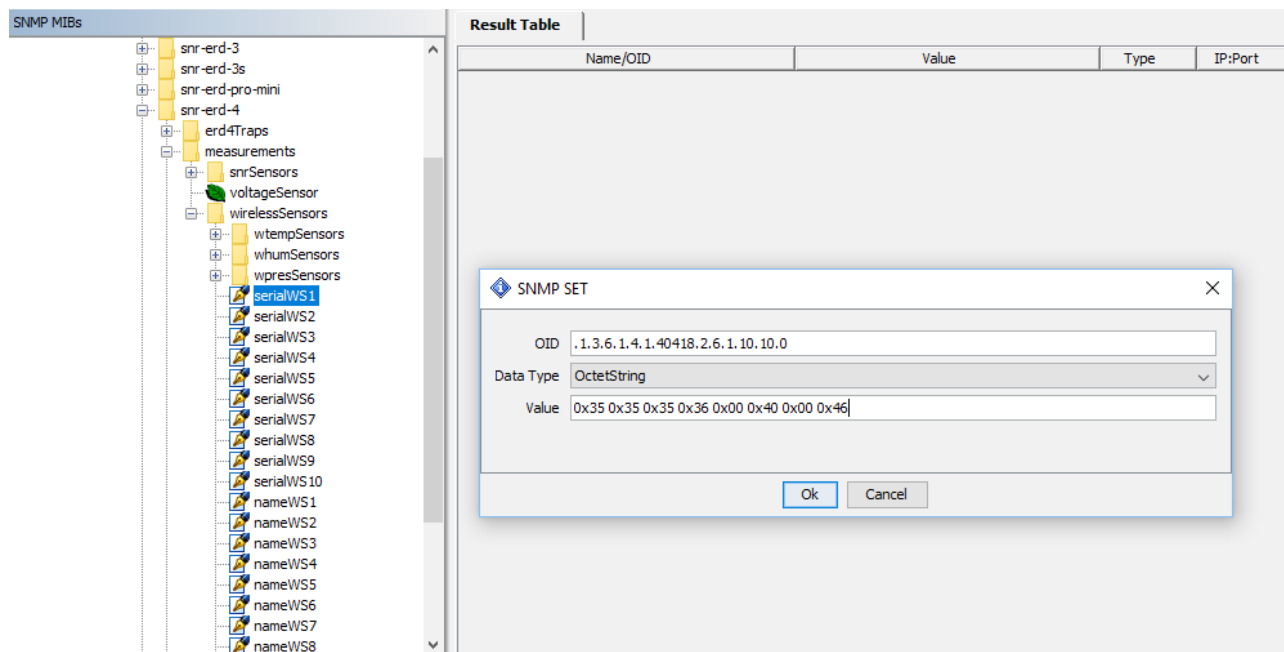 SNMP MIBs
snr-erd-3
snr-erd-3s
snr-erd-pro-mini
snr-erd-4
erd4Traps
measurements
snrSensors
voltageSensor
wirelessSensors
wtempSensors
whumSensors
wpresSensors
serialWS1
serialWS2
serialWS3
serialWS4
serialWS5
serialWS6
serialWS7
serialWS8
serialWS9
serialWS10
nameWS1
nameWS2
nameWS3
nameWS4
nameWS5
nameWS6
nameWS7
nameWS8
Result Table
Name/OID Value Type IP:Port
SNMP SET
OID .1.3.6.1.4.1.40418.2.6.1.10.10.0
Data Type OctetString
Value 0x35 0x35 0x35 0x36 0x00 0x40 0x00 0x46
Ok Cancel